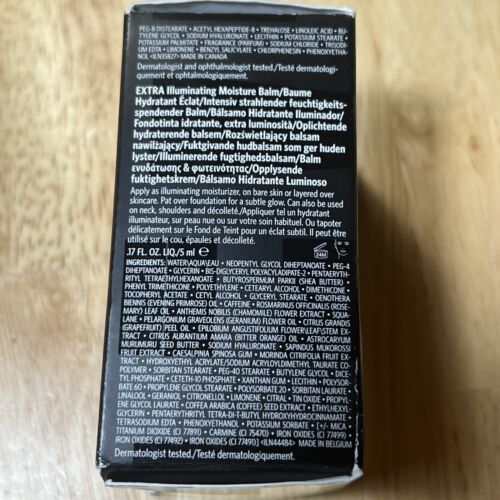 PEG-8 DISTEARATE • ACETYL HEXAPEPTIDE-8 • TREHALOSE • LINOLEIC ACID • BU-
GLYCOL • SODIUM HYALURONATE • LECITHIN • POTASSIUM STEARATE •
POTASSIUM PALMITATE • FRAGRANCE (PARFUM) • SODIUM CHLORIDE • TRISODI-
UM EDTA • LIMONENE • BENZYL SALICYLATE • CHLORPHENESIN • PHENOXYETHA-
NOL <ILN35827> MADE IN CANADA
Dermatologist and ophthalmologist tested/Testé dermatologi-
quement et ophtalmologiquement.
EXTRA Illuminating Moisture Balm/Baume
Hydratant Éclat/Intensiv strahlender feuchtigkeits-
spendender Balm/Bálsamo Hidratante Iluminador/
Fondotinta idratante, extra luminosità/Oplichtende
hydraterende balsem/Rozświetlający balsam
nawilżający/Fuktgivande hudbalsam som ger huden
lyster/Illuminerende fugtighedsbalsam/Balm
ενυδάτωσης & φωτεινότητας/Opplysende
fuktighetskrem/Bálsamo Hidratante Luminoso
Apply as illuminating moisturizer, on bare skin or layered over
skincare. Pat over foundation for a subtle glow. Can also be used
on neck, shoulders and décolleté./Appliquer tel un hydratant
illuminateur, sur peau nue ou sur votre soin habituel. Ou tapoter
délicatement sur le Fond de Teint pour un éclat subtil. Il peut être
utilisé sur le cou, épaules et décolleté.
.17 FL. OZ. LIQ./5 ml ℮
24M
INGREDIENTS: WATER\AQUA\EAU • NEOPENTYL GLYCOL DIHEPTANOATE • PEG-4
DIHEPTANOATE • GLYCERIN • BIS-DIGLYCERYL POLYACYLADIPATE-2 • PENTAERYTH-
RITYL TETRAETHYLHEXANOATE • BUTYROSPERMUM PARKII (SHEA BUTTER) •
PHENYL TRIMETHICONE • POLYETHYLENE • CETEARYL ALCOHOL • DIMETHICONE •
TOCOPHERYL ACETATE • CETYL ALCOHOL • GLYCERYL STEARATE • OENOTHERA
BIENNIS (EVENING PRIMROSE) OIL • CAFFEINE • ROSMARINUS OFFICINALIS (ROSE-
MARY) LEAF OIL • ANTHEMIS NOBILIS (CHAMOMILE) FLOWER EXTRACT • SQUA-
LANE • PELARGONIUM GRAVEOLENS (GERANIUM) FLOWER OIL • CITRUS GRANDIS
(GRAPEFRUIT) PEEL OIL • EPILOBIUM ANGUSTIFOLIUM FLOWER\LEAF\STEM EX-
TRACT • CITRUS AURANTIUM AMARA (BITTER ORANGE) OIL • ASTROCARYUM
MURUMURU SEED BUTTER • SODIUM HYALURONATE • SAPINDUS MUKOROSSI
FRUIT EXTRACT • CAESALPINIA SPINOSA GUM • MORINDA CITRIFOLIA FRUIT EX-
TRACT • HYDROXYETHYL ACRYLATE/SODIUM ACRYLOYLDIMETHYL TAURATE CO-
POLYMER • SORBITAN STEARATE • PEG-40 STEARATE • BUTYLENE GLYCOL • DICE-
TYL PHOSPHATE • CETETH-10 PHOSPHATE • XANTHAN GUM • LECITHIN • POLYSOR-
BATE 60 • PROPYLENE GLYCOL STEARATE • POLYSORBATE 20 • SORBITAN LAURATE
LINALOOL • GERANIOL • CITRONELLOL • LIMONENE • CITRAL • TIN OXIDE • PROPY-
LENE GLYCOL LAURATE • COFFEA ARABICA (COFFEE) SEED EXTRACT • ETHYLHEXYL-
GLYCERIN • PENTAERYTHRITYL TETRA-DI-T-BUTYL HYDROXYHYDROCINNAMATE •
TETRASODIUM EDTA • PHENOXYETHANOL • POTASSIUM SORBATE • [+/- MICA •
TITANIUM DIOXIDE (CI 77891) • CARMINE (CI 75470) • IRON OXIDES (CI 77499) •
IRON OXIDES (CI 77492) • IRON OXIDES (CI 77491)] <ILN44484> MADE IN BELGIUM
Dermatologist tested./Testé dermatologiquement.